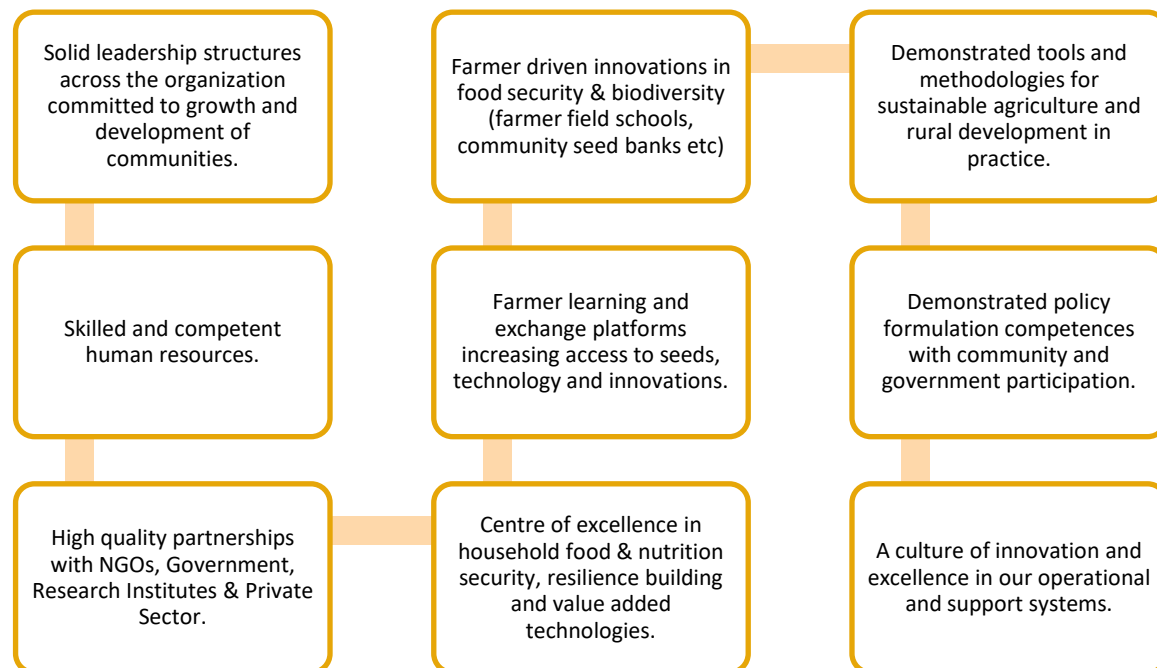 Solid leadership structures
across the organization
committed to growth and
development of
communities.
Skilled and competent
human resources.
High quality partnerships
with NGOs, Government,
Research Institutes & Private
Sector.
Centre of excellence in
household food & nutrition
security, resilience building
and value added
technologies.
Farmer learning and
exchange platforms
increasing access to seeds,
technology and innovations.
Farmer driven innovations in
food security & biodiversity
(farmer field schools,
community seed banks etc)
Demonstrated tools and
methodologies for
sustainable agriculture and
rural development in
practice.
Demonstrated policy
formulation competences
with community and
government participation.
A culture of innovation and
excellence in our operational
and support systems.